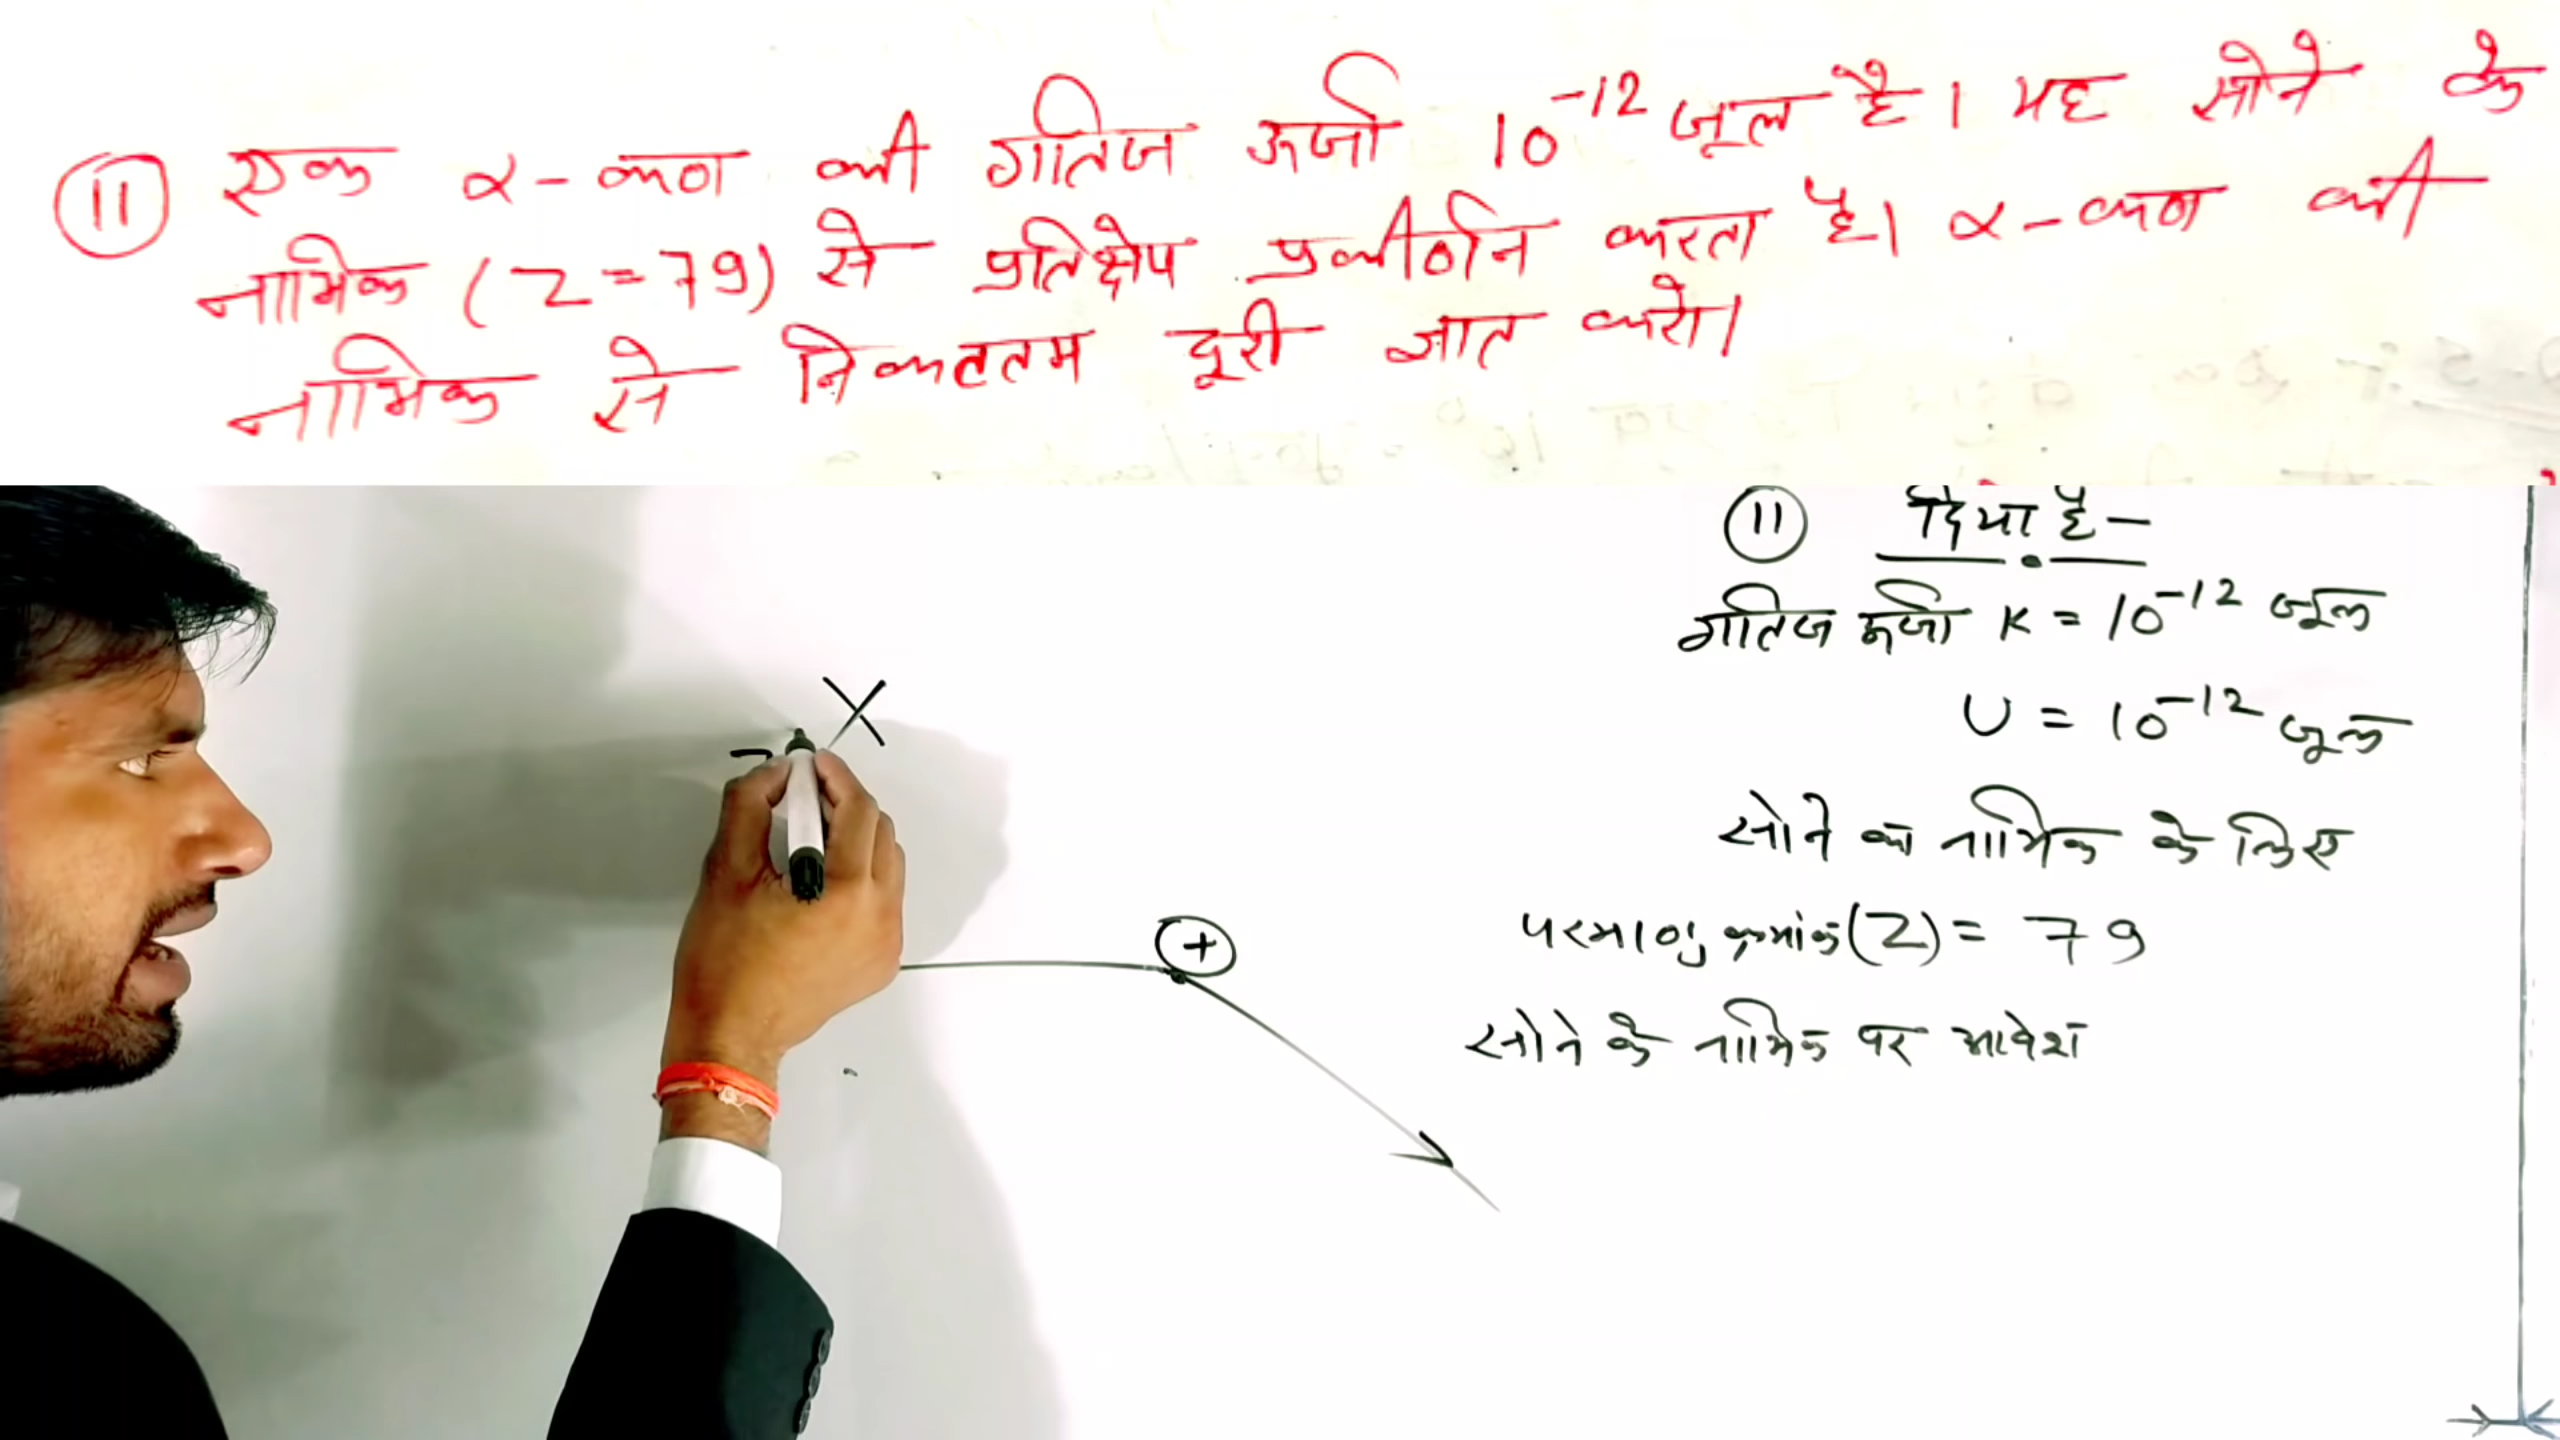 11 एक α-कण की गतिज ऊर्जा 10⁻¹² जूल है। यह सोने के
नाभिक (Z=79) से प्रतिक्षेप प्रकीर्णन करता है। α-कण की
नाभिक से निकटतम दूरी ज्ञात करो।
11 दिया है—
गतिज ऊर्जा K = 10⁻¹² जूल
U = 10⁻¹² जूल
सोने का नाभिक के लिए
परमाणु क्रमांक (Z) = 79
सोने के नाभिक पर आवेश
X
+